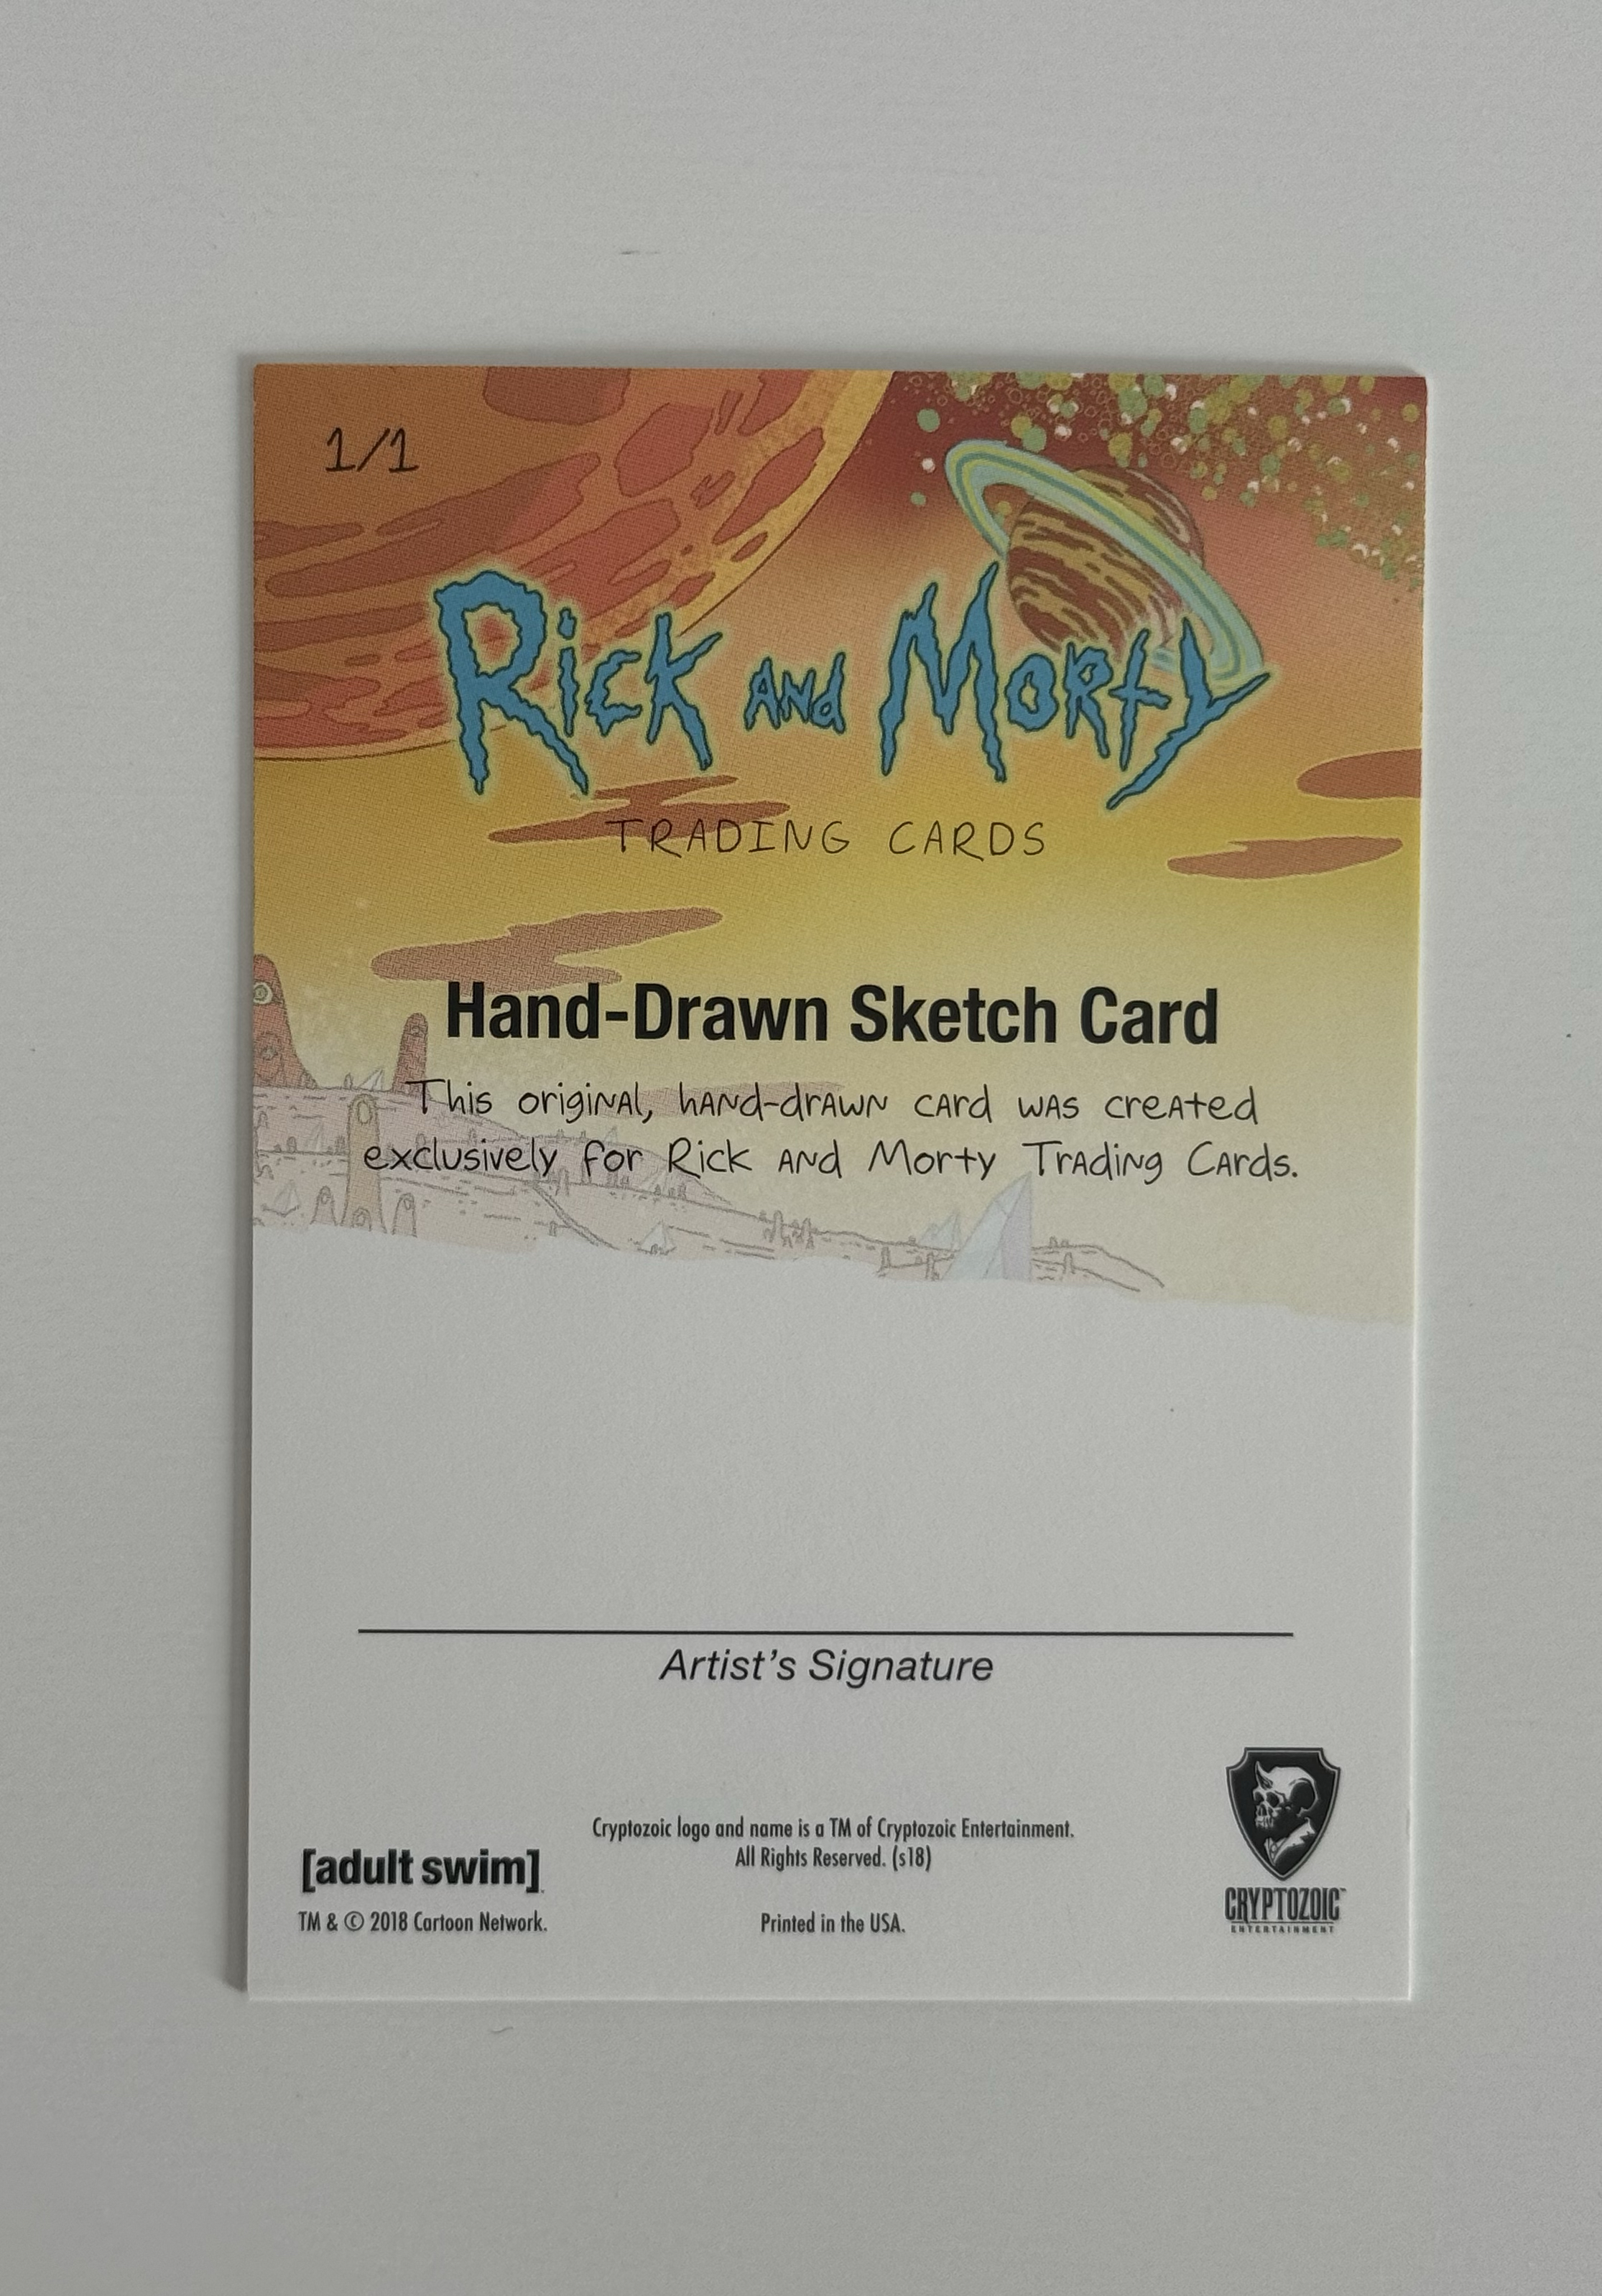 1/1
Rick and Morty
TRADING CARDS
Hand-Drawn Sketch Card
This original, hand-drawn card was created
exclusively for Rick and Morty Trading Cards.
Artist's Signature
Cryptozoic logo and name is a TM of Cryptozoic Entertainment.
All Rights Reserved. (s18)
[adult swim]
TM & © 2018 Cartoon Network.
Printed in the USA.
CRYPTOZOIC™
ENTERTAINMENT